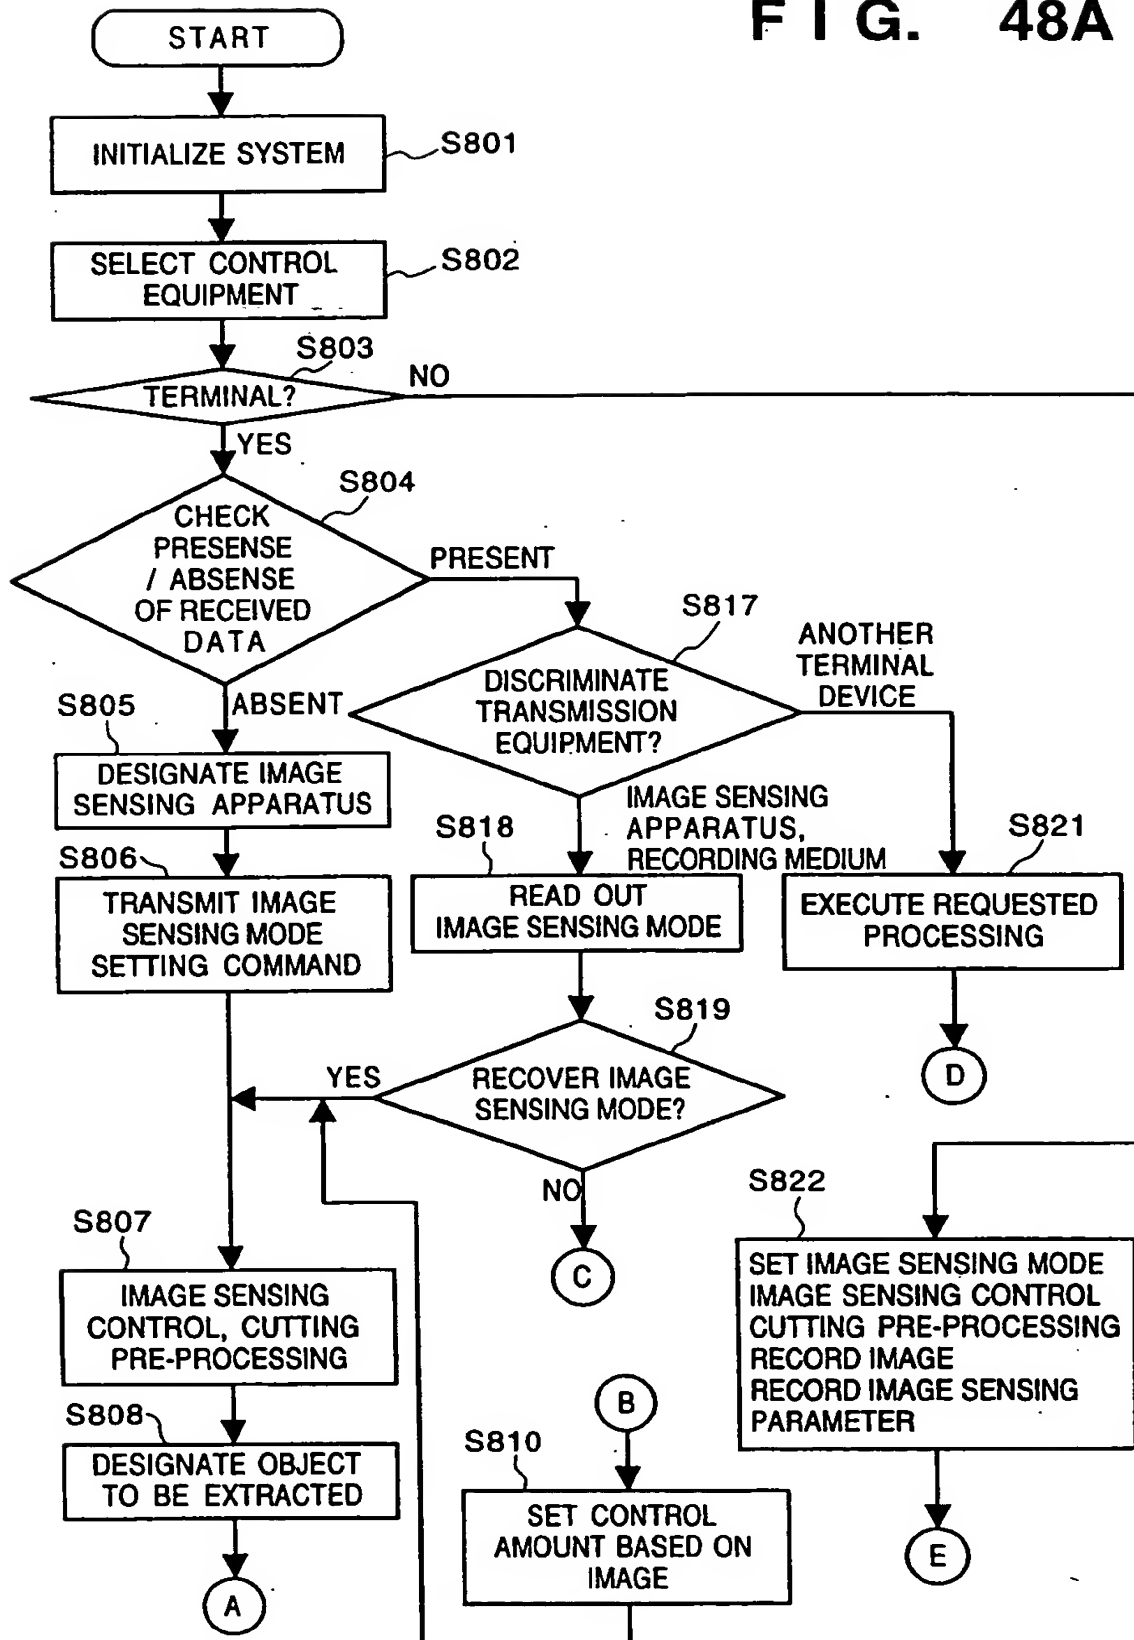 FIG. 48A
START
INITIALIZE SYSTEM
S801
SELECT CONTROL
EQUIPMENT
S802
S803
TERMINAL?
NO
YES
S804
CHECK
PRESENSE
/ ABSENSE
OF RECEIVED
DATA
PRESENT
ABSENT
S817
DISCRIMINATE
TRANSMISSION
EQUIPMENT?
ANOTHER
TERMINAL
DEVICE
S805
DESIGNATE IMAGE
SENSING APPARATUS
IMAGE SENSING
APPARATUS,
RECORDING MEDIUM
S806
TRANSMIT IMAGE
SENSING MODE
SETTING COMMAND
S818
READ OUT
IMAGE SENSING MODE
S821
EXECUTE REQUESTED
PROCESSING
D
S819
RECOVER IMAGE
SENSING MODE?
YES
NO
C
S807
IMAGE SENSING
CONTROL, CUTTING
PRE-PROCESSING
S808
DESIGNATE OBJECT
TO BE EXTRACTED
A
B
S810
SET CONTROL
AMOUNT BASED ON
IMAGE
S822
SET IMAGE SENSING MODE
IMAGE SENSING CONTROL
CUTTING PRE-PROCESSING
RECORD IMAGE
RECORD IMAGE SENSING
PARAMETER
E